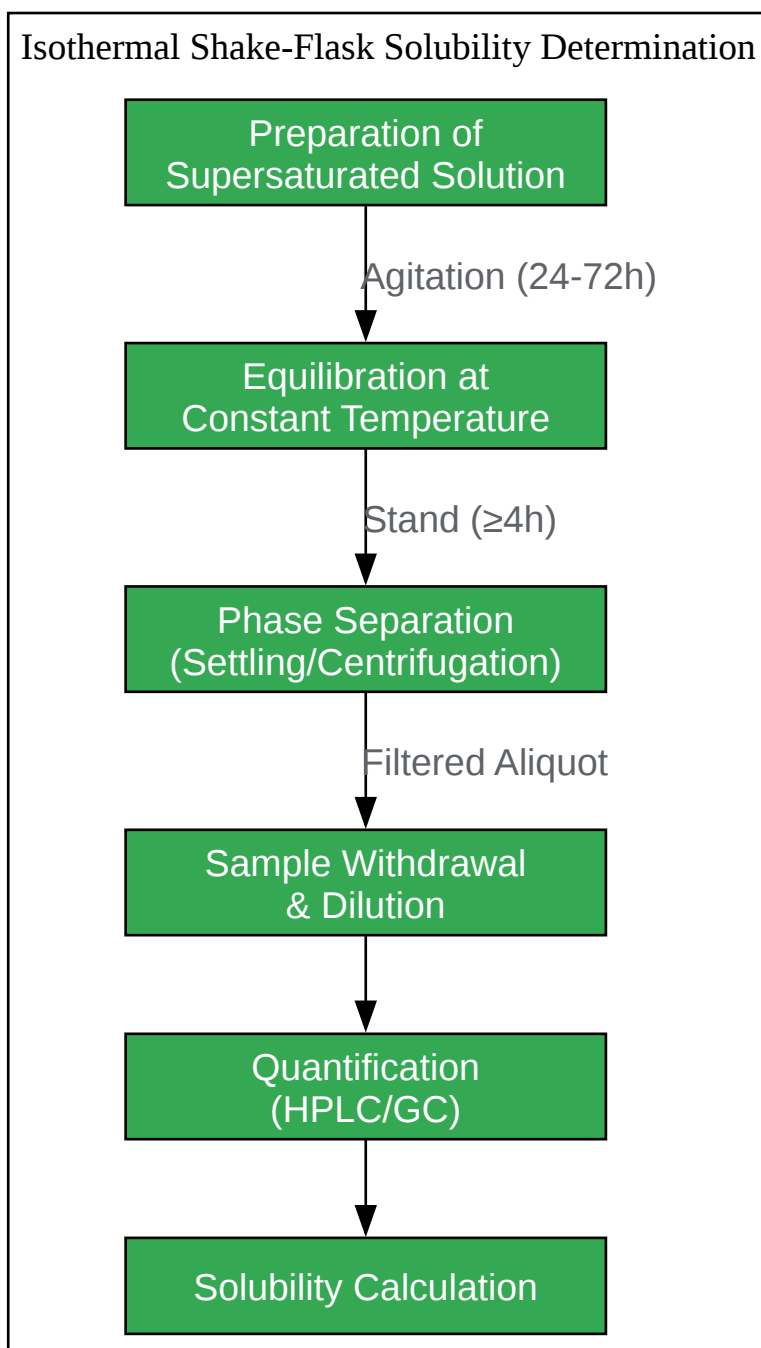 Isothermal Shake-Flask Solubility Determination
Preparation of
Supersaturated Solution
Agitation (24-72h)
Equilibration at
Constant Temperature
Stand (≥4h)
Phase Separation
(Settling/Centrifugation)
Filtered Aliquot
Sample Withdrawal
& Dilution
Quantification
(HPLC/GC)
Solubility Calculation